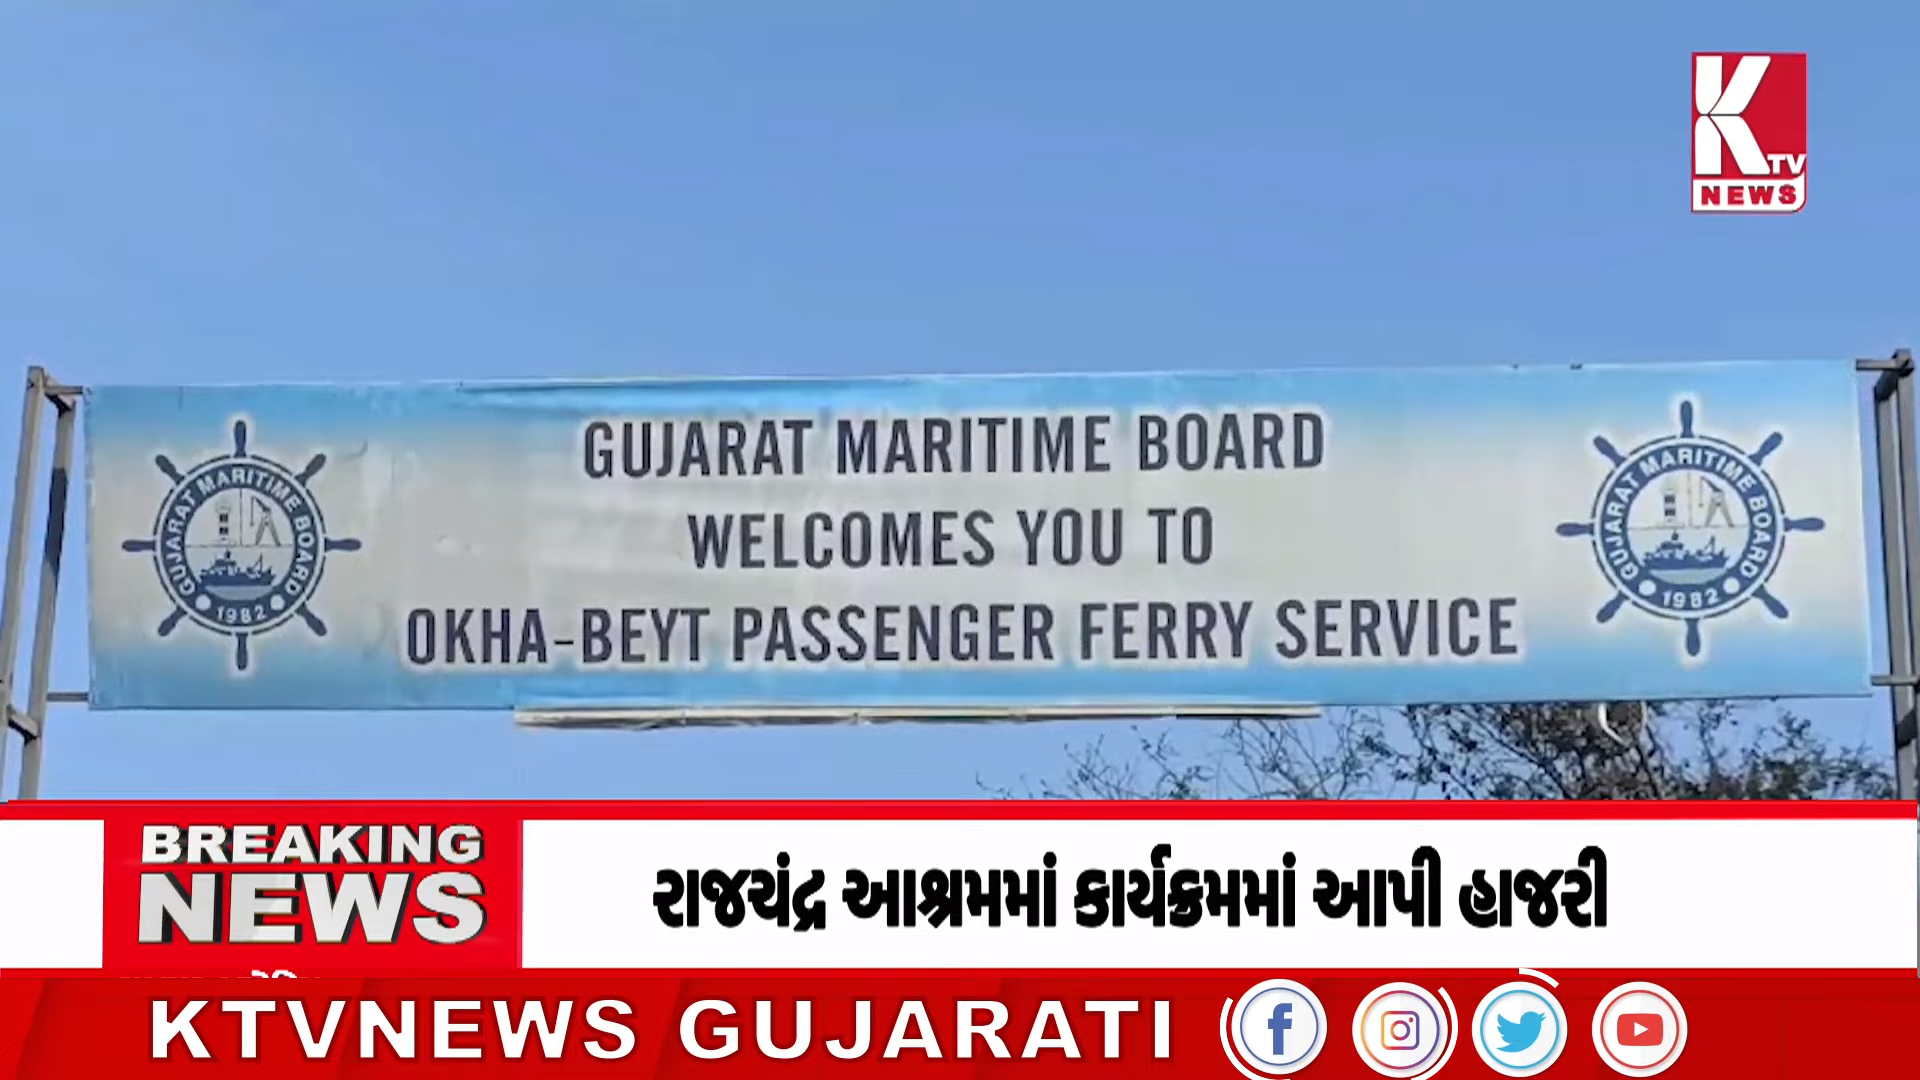 K
TV
NEWS
GUJARAT MARITIME BOARD
WELCOMES YOU TO
OKHA-BEYT PASSENGER FERRY SERVICE
GUJARAT MARITIME BOARD
1982
GUJARAT MARITIME BOARD
1982
BREAKING
NEWS
રાજચંદ્ર આશ્રમમાં કાર્યક્રમમાં આપી હાજરી
KTVNEWS GUJARATI